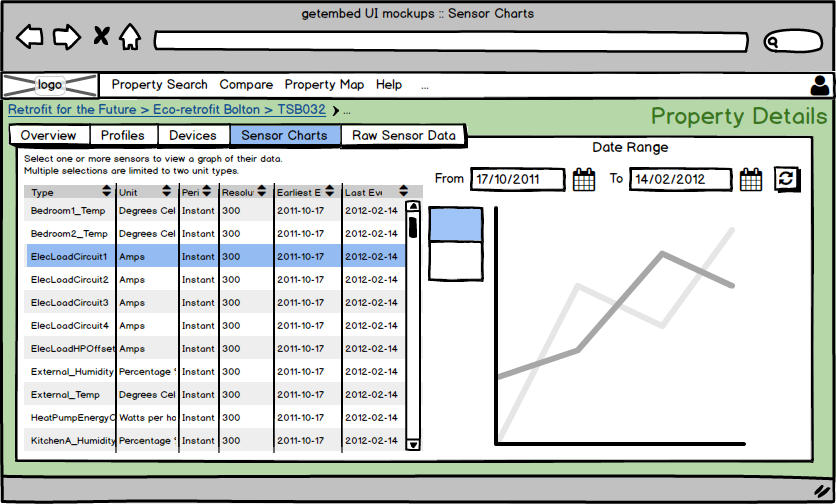 getembed UI mockups :: Sensor Charts
logo Property Search Compare Property Map Help ...
Retrofit for the Future > Eco-retrofit Bolton > TSB032 > ...
Property Details
Overview Profiles Devices Sensor Charts Raw Sensor Data
Select one or more sensors to view a graph of their data.
Multiple selections are limited to two unit types.
Date Range
From 17/10/2011 To 14/02/2012
Type Unit Peri Resolu Earliest E Last Eve
Bedroom1_Temp Degrees Cel Instant 300 2011-10-17 2012-02-14
Bedroom2_Temp Degrees Cel Instant 300 2011-10-17 2012-02-14
ElecLoadCircuit1 Amps Instant 300 2011-10-17 2012-02-14
ElecLoadCircuit2 Amps Instant 300 2011-10-17 2012-02-14
ElecLoadCircuit3 Amps Instant 300 2011-10-17 2012-02-14
ElecLoadCircuit4 Amps Instant 300 2011-10-17 2012-02-14
ElecLoadHPOffset Amps Instant 300 2011-10-17 2012-02-14
External_Humidity Percentage Instant 300 2011-10-17 2012-02-14
External_Temp Degrees Cel Instant 300 2011-10-17 2012-02-14
HeatPumpEnergyC Watts per ho Instant 300 2011-10-17 2012-02-14
KitchenA_Humidity Percentage Instant 300 2011-10-17 2012-02-14